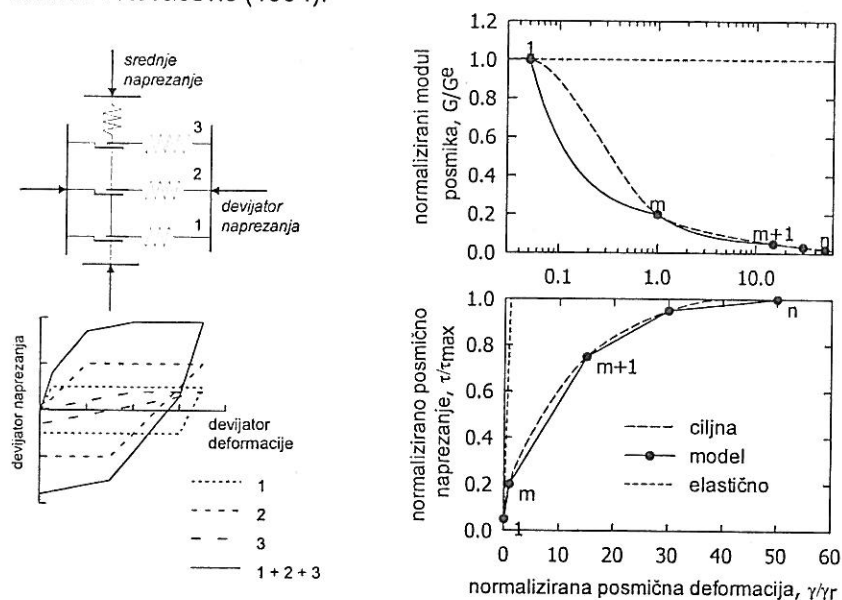 srednje
naprezanje
3
2
devijator
naprezanja
1
devijator naprezanja
devijator
deformacije
1
2
3
1 + 2 + 3
normalizirani modul
posmika, G/Gᵉ
1.2
1.0
0.8
0.6
0.4
0.2
0.0
1
m
m+1
n
0.1
1.0
10.0
normalizirano posmično
naprezanje, τ/τmax
1.0
0.8
0.6
0.4
0.2
0.0
n
m+1
m
1
ciljna
model
elastično
0 10 20 30 40 50 60
normalizirana posmična deformacija, γ/γr